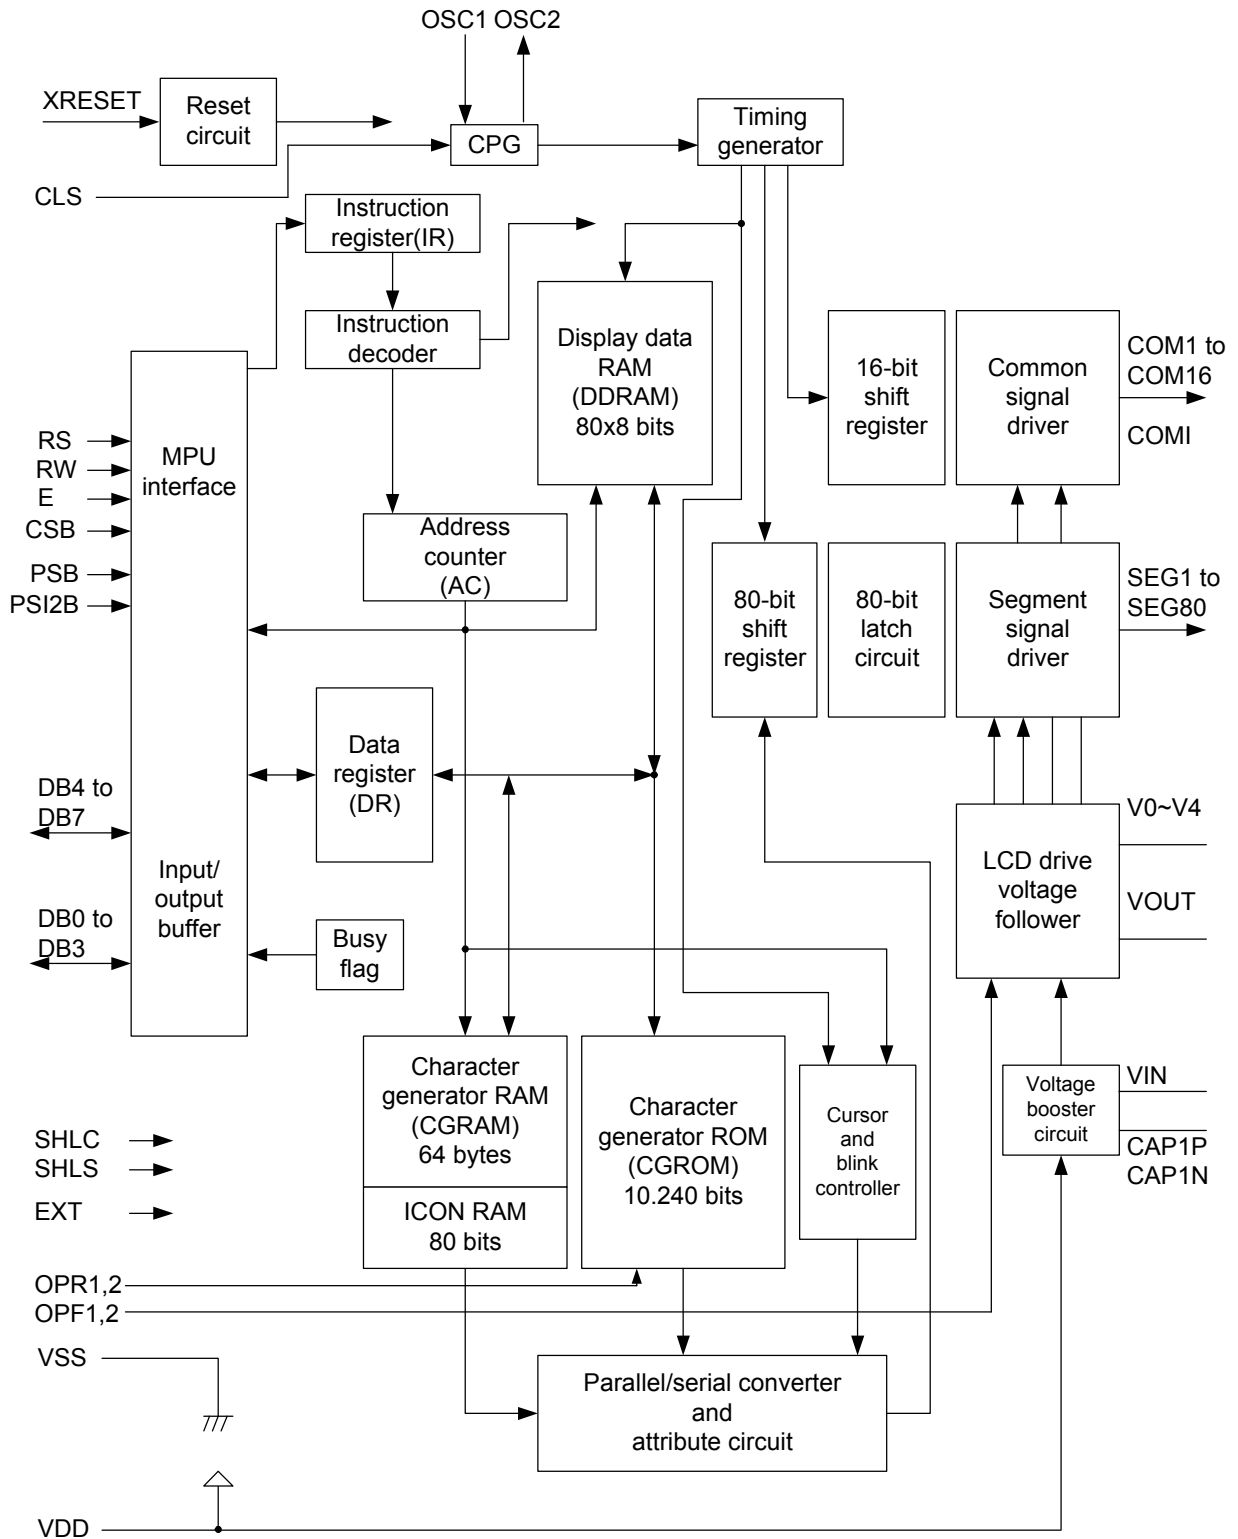 OSC1 OSC2
XRESET
Reset
circuit
CPG
Timing
generator
CLS
Instruction
register(IR)
Instruction
decoder
Display data
RAM
(DDRAM)
80x8 bits
16-bit
shift
register
Common
signal
driver
COM1 to
COM16
COMI
MPU
interface
RS
RW
E
CSB
PSB
PSI2B
Address
counter
(AC)
80-bit
shift
register
80-bit
latch
circuit
Segment
signal
driver
SEG1 to
SEG80
Data
register
(DR)
DB4 to
DB7
Input/
output
buffer
DB0 to
DB3
Busy
flag
LCD drive
voltage
follower
V0~V4
VOUT
Character
generator RAM
(CGRAM)
64 bytes
ICON RAM
80 bits
Character
generator ROM
(CGROM)
10.240 bits
Cursor
and
blink
controller
Voltage
booster
circuit
VIN
CAP1P
CAP1N
SHLC
SHLS
EXT
OPR1,2
OPF1,2
VSS
Parallel/serial converter
and
attribute circuit
VDD